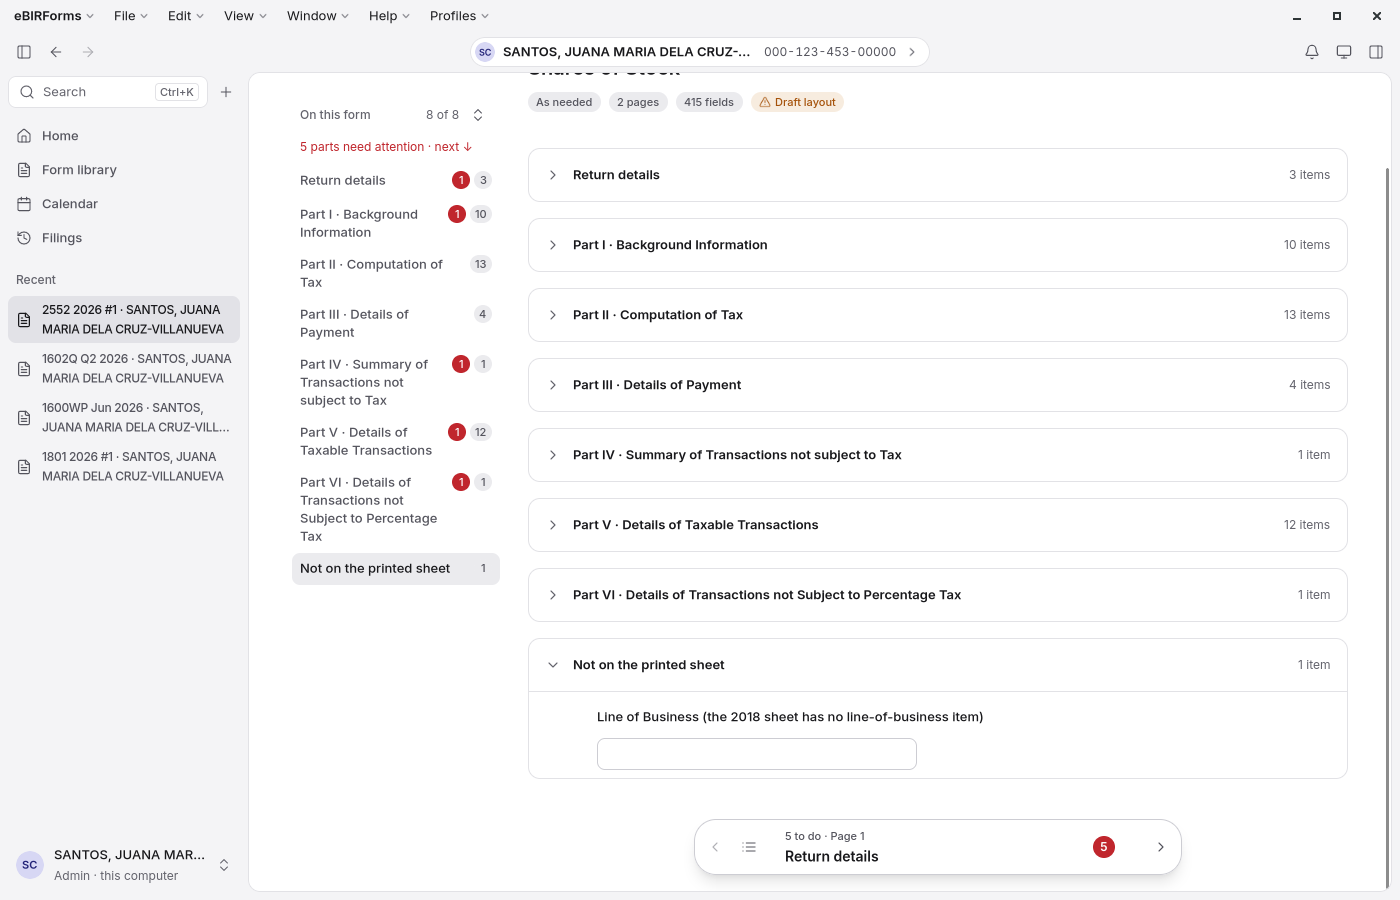 eBIRForms File Edit View Window Help Profiles
SC SANTOS, JUANA MARIA DELA CRUZ-... 000-123-453-00000
Search Ctrl+K
Home
Form library
Calendar
Filings
Recent
2552 2026 #1 · SANTOS, JUANA
MARIA DELA CRUZ-VILLANUEVA
1602Q Q2 2026 · SANTOS, JUANA
MARIA DELA CRUZ-VILLANUEVA
1600WP Jun 2026 · SANTOS,
JUANA MARIA DELA CRUZ-VILL...
1801 2026 #1 · SANTOS, JUANA
MARIA DELA CRUZ-VILLANUEVA
SC SANTOS, JUANA MAR...
Admin · this computer
On this form 8 of 8
5 parts need attention · next ↓
Return details 1 3
Part I · Background
Information 1 10
Part II · Computation of
Tax 13
Part III · Details of
Payment 4
Part IV · Summary of
Transactions not
subject to Tax 1 1
Part V · Details of
Taxable Transactions 1 12
Part VI · Details of
Transactions not
Subject to Percentage
Tax 1 1
Not on the printed sheet 1
Shares of Stock
As needed 2 pages 415 fields Draft layout
Return details 3 items
Part I · Background Information 10 items
Part II · Computation of Tax 13 items
Part III · Details of Payment 4 items
Part IV · Summary of Transactions not subject to Tax 1 item
Part V · Details of Taxable Transactions 12 items
Part VI · Details of Transactions not Subject to Percentage Tax 1 item
Not on the printed sheet 1 item
Line of Business (the 2018 sheet has no line-of-business item)
5 to do · Page 1
Return details 5